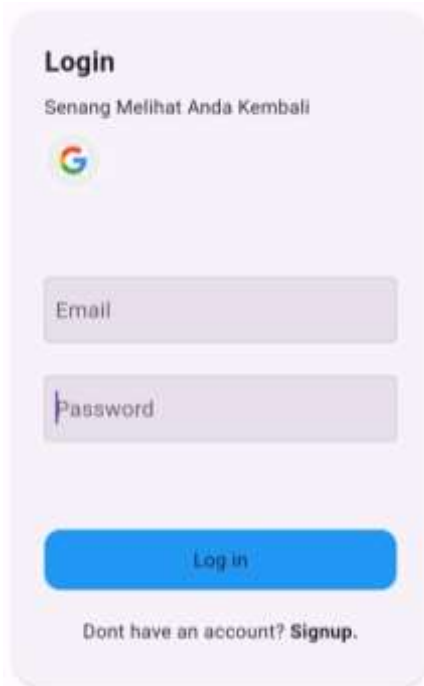 Login
Senang Melihat Anda Kembali
Email
Password
Log in
Dont have an account? Signup.